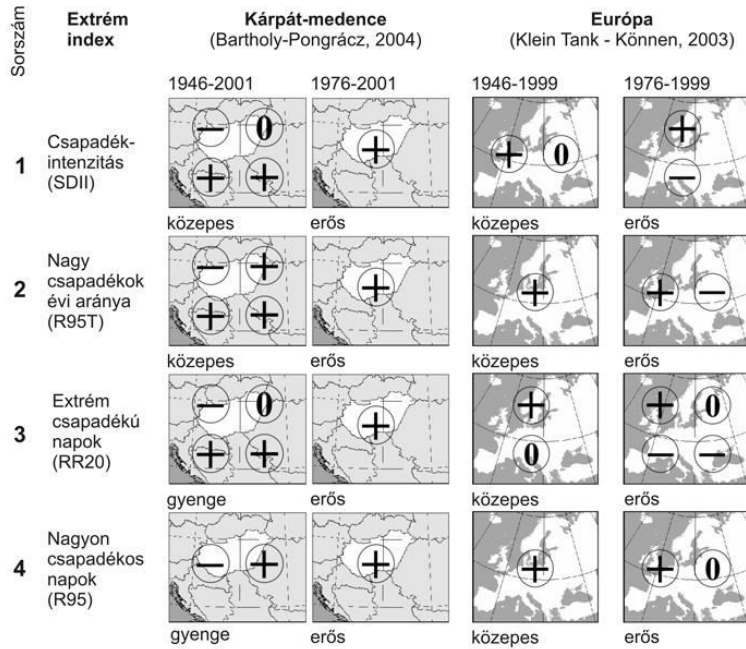 Sorszám
Extrém
index
Kárpát-medence
(Bartholy-Pongrácz, 2004)
Európa
(Klein Tank - Können, 2003)
1946-2001
1976-2001
1946-1999
1976-1999
1
Csapadék-
intenzitás
(SDII)
− 0
+ +
+
+ 0
+
−
közepes
erős
közepes
erős
2
Nagy
csapadékok
évi aránya
(R95T)
− +
+ +
+
+
+ −
közepes
erős
közepes
erős
3
Extrém
csapadékú
napok
(RR20)
− 0
+ +
+
+
0
+ 0
− −
gyenge
erős
közepes
erős
4
Nagyon
csapadékos
napok
(R95)
− +
+
+
+ 0
gyenge
erős
közepes
erős